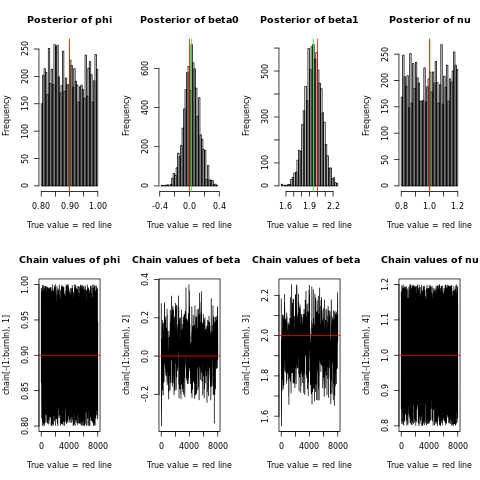 Posterior of phi
Posterior of beta0
Posterior of beta1
Posterior of nu
Frequency
0 50 100 150 200 250
0.80 0.90 1.00
True value = red line
Frequency
0 200 400 600
-0.4 0.0 0.4
True value = red line
Frequency
0 100 300 500
1.6 1.9 2.2
True value = red line
Frequency
0 50 100 150 200 250
0.8 1.0 1.2
True value = red line
Chain values of phi
Chain values of beta
Chain values of beta
Chain values of nu
chain[-(1:burnIn), 1]
0.80 0.85 0.90 0.95 1.00
0 4000 8000
True value = red line
chain[-(1:burnIn), 2]
-0.2 0.0 0.2 0.4
0 4000 8000
True value = red line
chain[-(1:burnIn), 3]
1.6 1.8 2.0 2.2
0 4000 8000
True value = red line
chain[-(1:burnIn), 4]
0.8 0.9 1.0 1.1 1.2
0 4000 8000
True value = red line